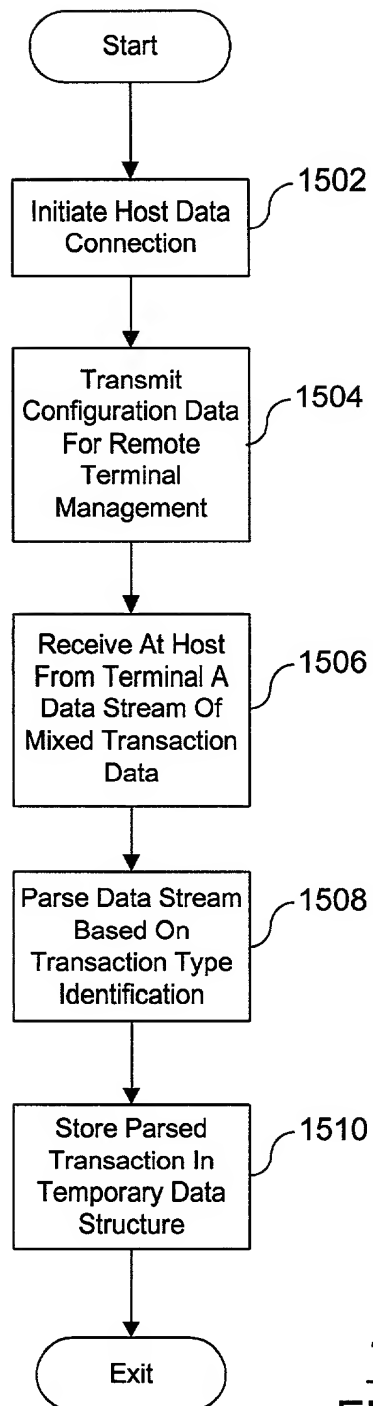 Start
1502
Initiate Host Data
Connection
1504
Transmit
Configuration Data
For Remote
Terminal
Management
1506
Receive At Host
From Terminal A
Data Stream Of
Mixed Transaction
Data
1508
Parse Data Stream
Based On
Transaction Type
Identification
1510
Store Parsed
Transaction In
Temporary Data
Structure
Exit